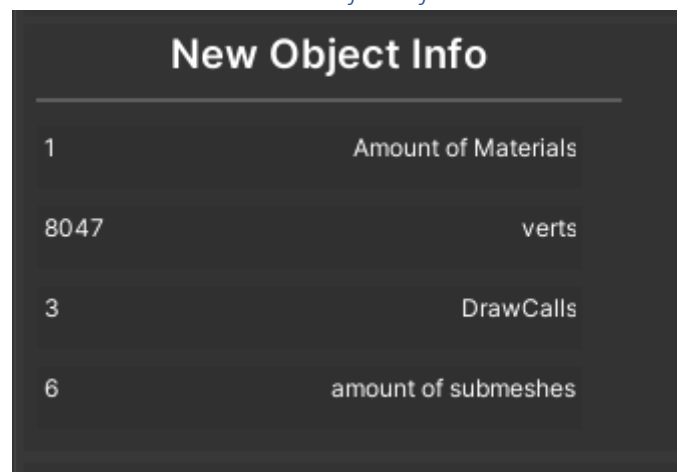 New Object Info
1 Amount of Materials
8047 verts
3 DrawCalls
6 amount of submeshes